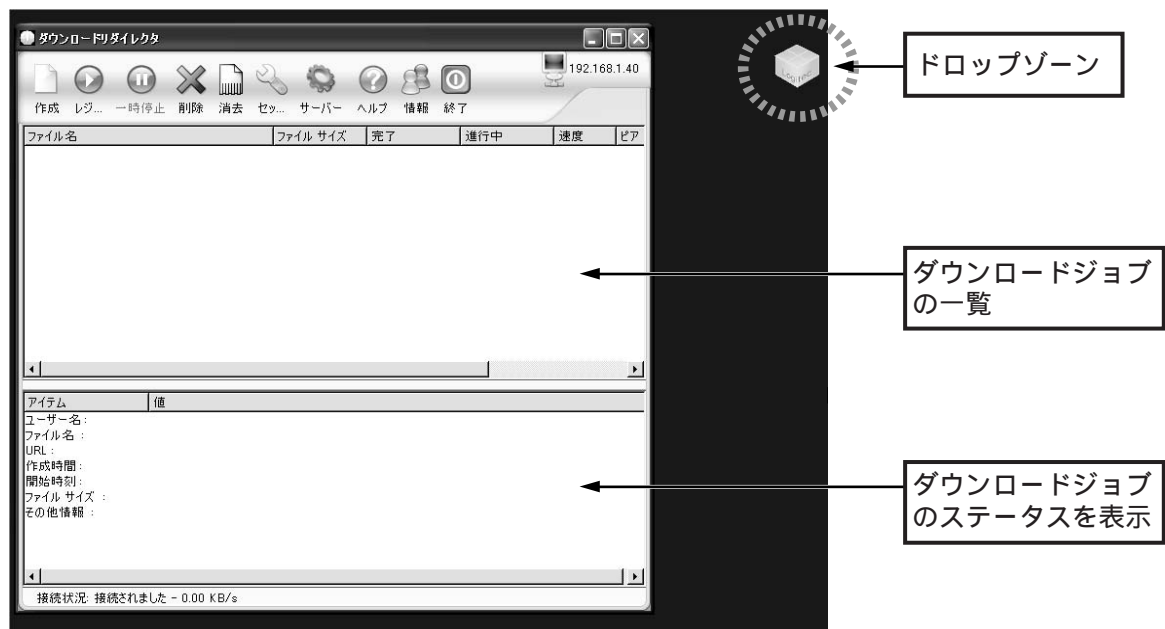 ダウンロードリダイレクタ
192.168.1.40
作成 レジ... 一時停止 削除 消去 セッ... サーバー ヘルプ 情報 終了
ファイル名 ファイル サイズ 完了 進行中 速度 ピア
アイテム 値
ユーザー名 :
ファイル名 :
URL :
作成時間 :
開始時刻 :
ファイル サイズ :
その他情報 :
接続状況: 接続されました - 0.00 KB/s
Logitec
ドロップゾーン
ダウンロードジョブ
の一覧
ダウンロードジョブ
のステータスを表示